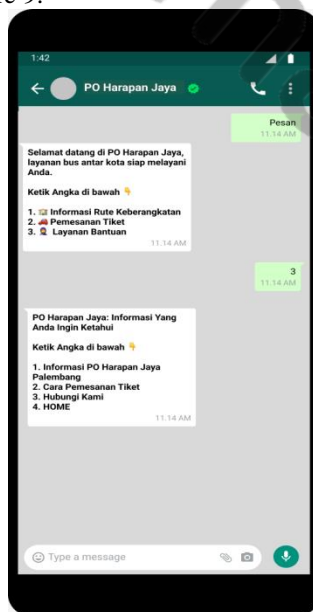 1:42
PO Harapan Jaya
Pesan
11.14 AM
Selamat datang di PO Harapan Jaya,
layanan bus antar kota siap melayani
Anda.
Ketik Angka di bawah 👇
1. 🏫 Informasi Rute Keberangkatan
2. 🚗 Pemesanan Tiket
3. Layanan Bantuan
11.14 AM
3
11.14 AM
PO Harapan Jaya: Informasi Yang
Anda Ingin Ketahui
Ketik Angka di bawah 👇
1. Informasi PO Harapan Jaya
Palembang
2. Cara Pemesanan Tiket
3. Hubungi Kami
4. HOME
11.14 AM
Type a message